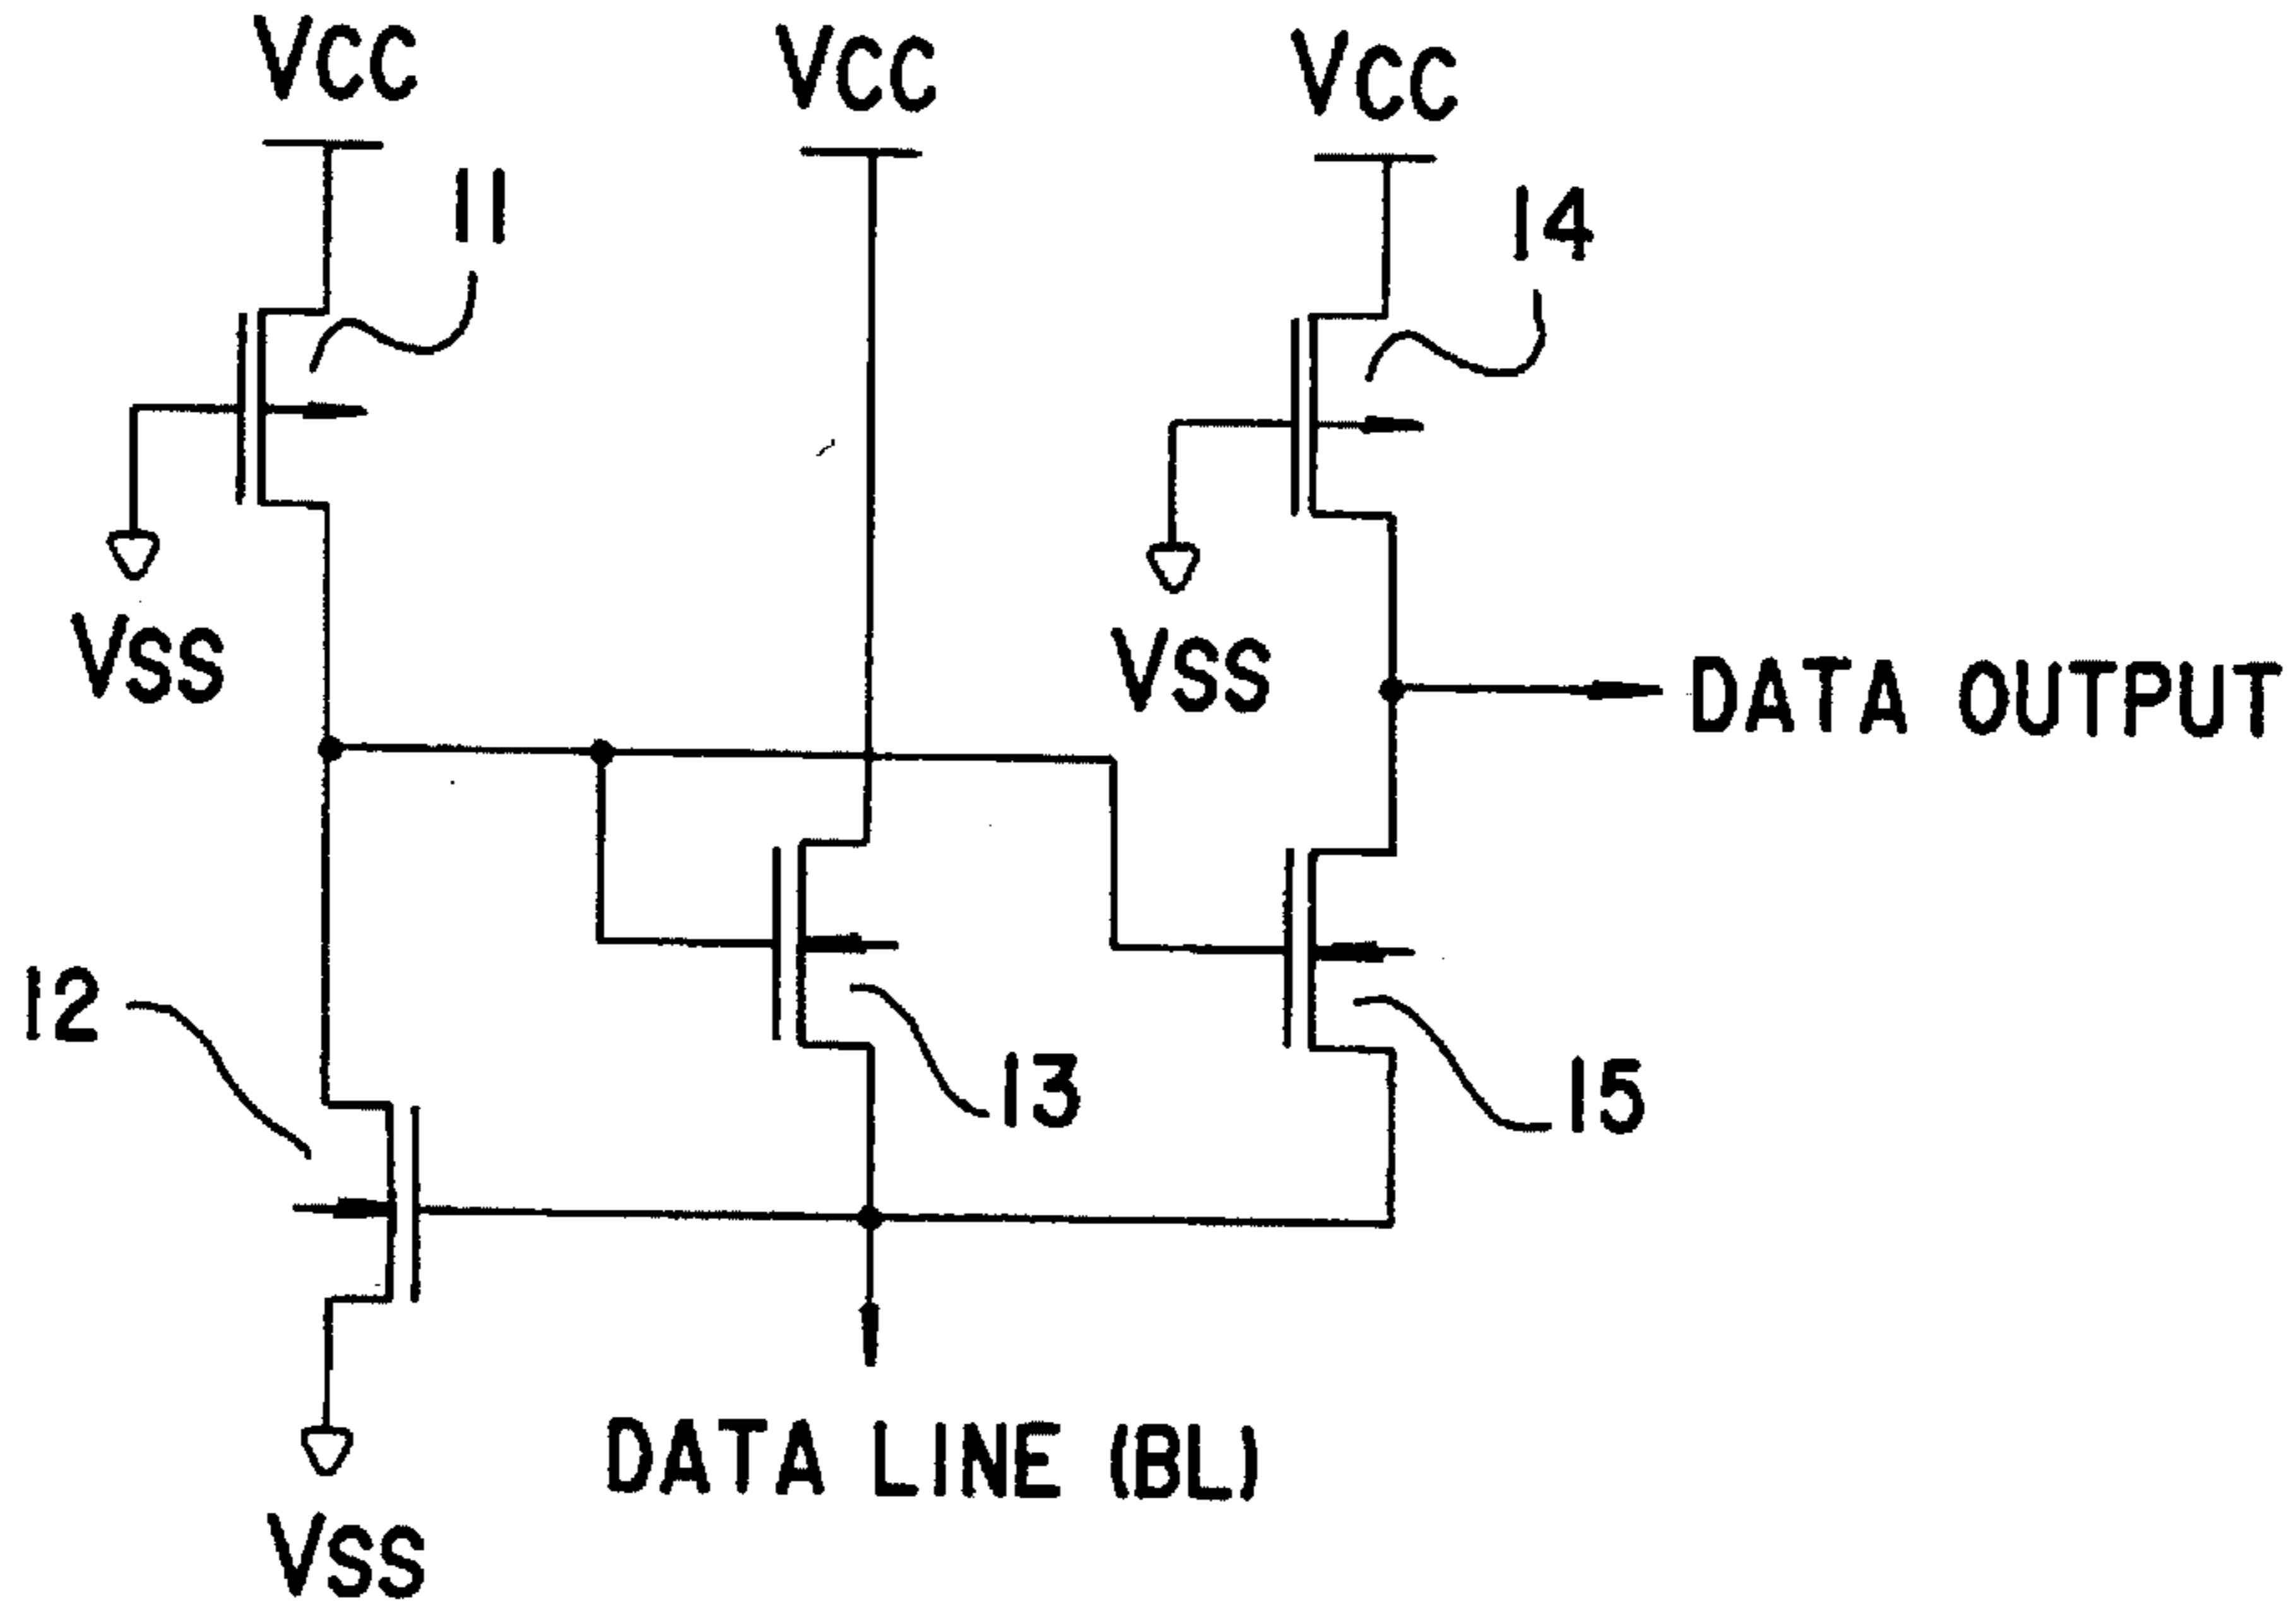 VCC
VCC
VCC
11
14
VSS
VSS
DATA OUTPUT
12
13
15
DATA LINE (BL)
VSS